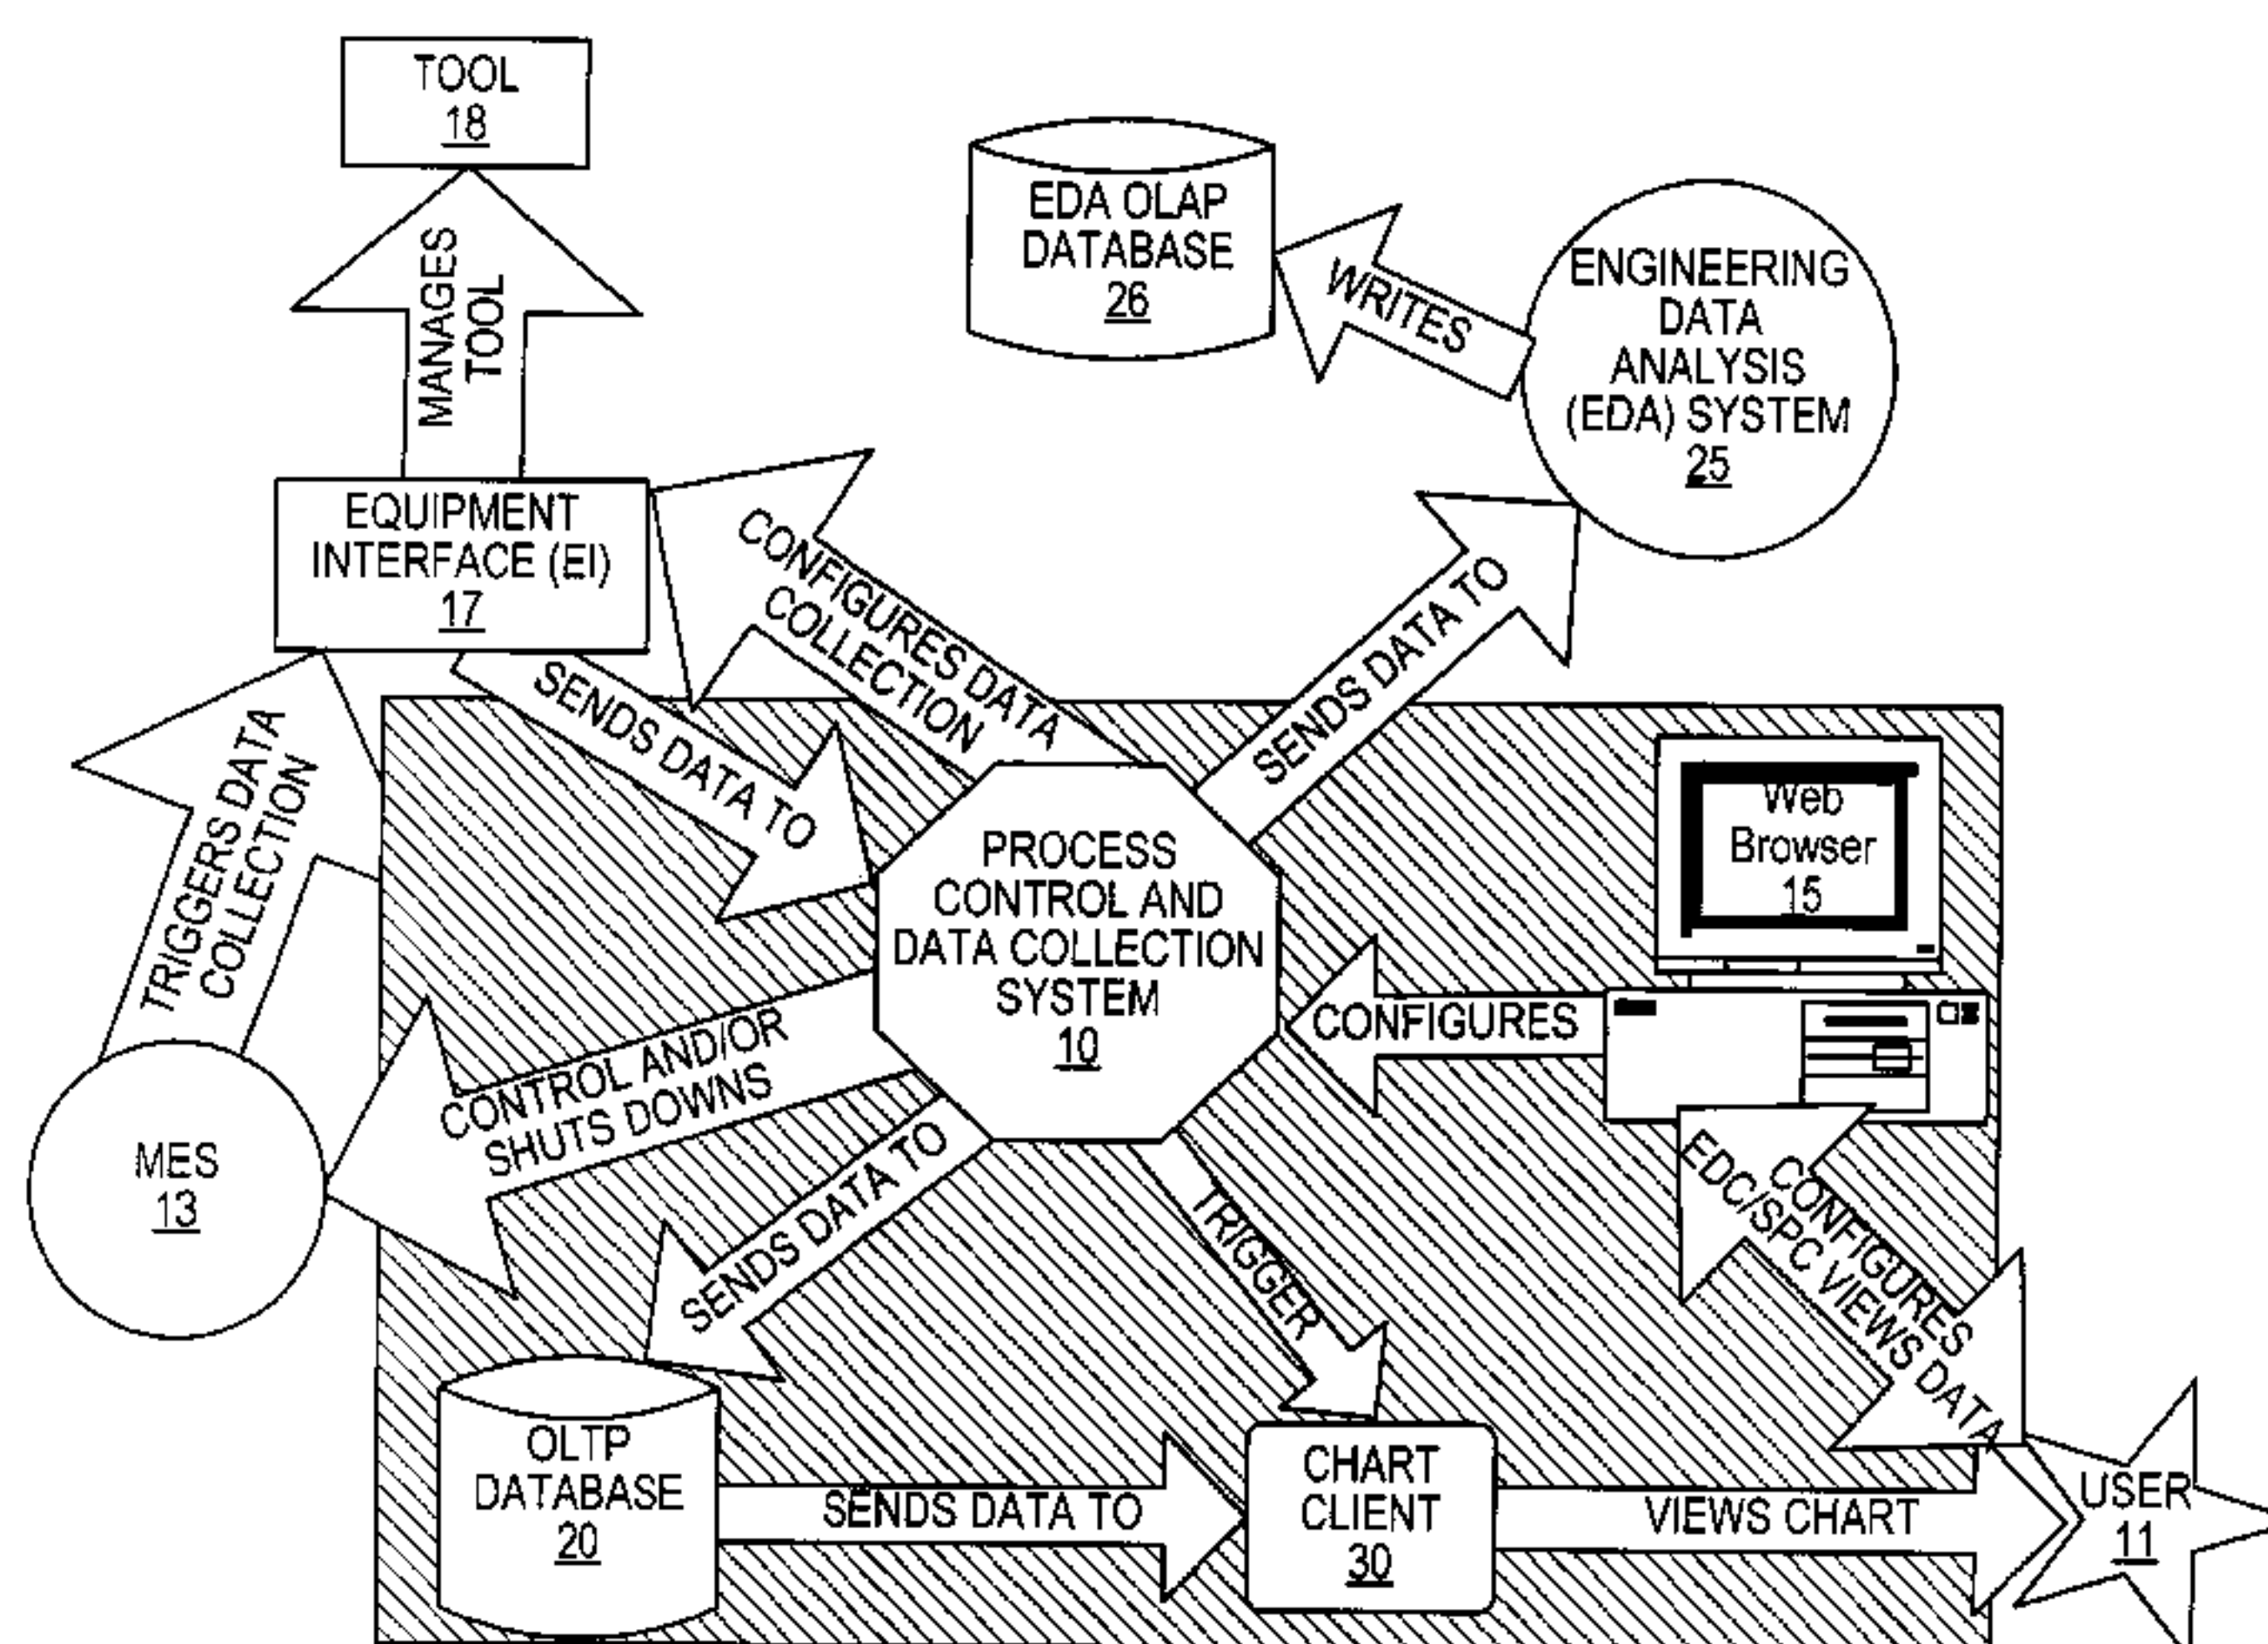 TOOL
18
MANAGES
TOOL
EDA OLAP
DATABASE
26
WRITES
ENGINEERING
DATA
ANALYSIS
(EDA) SYSTEM
25
EQUIPMENT
INTERFACE (EI)
17
CONFIGURES DATA
COLLECTION
SENDS DATA TO
SENDS DATA TO
TRIGGERS DATA
COLLECTION
PROCESS
CONTROL AND
DATA COLLECTION
SYSTEM
10
Web
Browser
15
CONFIGURES
CONTROL AND/OR
SHUTS DOWNS
MES
13
SENDS DATA TO
TRIGGER
CONFIGURES
EDC/SPC VIEWS DATA
OLTP
DATABASE
20
SENDS DATA TO
CHART
CLIENT
30
VIEWS CHART
USER
11